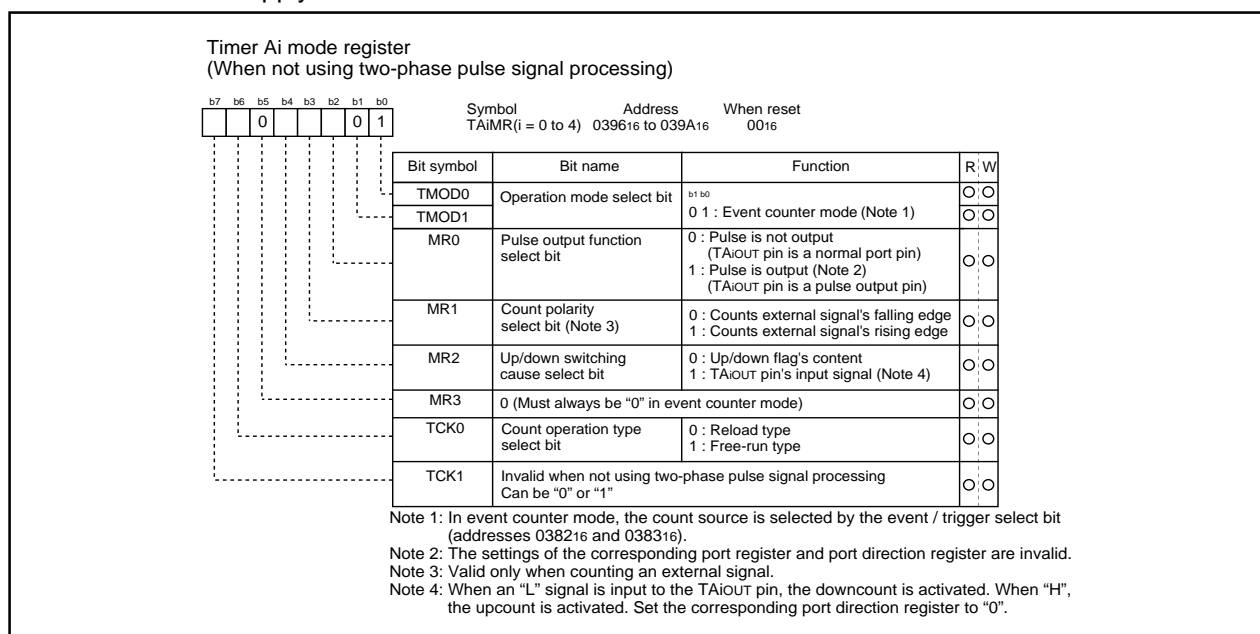 Timer Ai mode register
(When not using two-phase pulse signal processing)
b7 b6 b5 b4 b3 b2 b1 b0
0 0 1
Symbol Address When reset
TAiMR(i = 0 to 4) 039616 to 039A16 0016
Bit symbol Bit name Function R W
TMOD0 Operation mode select bit b1 b0
TMOD1 0 1 : Event counter mode (Note 1)
MR0 Pulse output function 0 : Pulse is not output
select bit (TAiOUT pin is a normal port pin)
1 : Pulse is output (Note 2)
(TAiOUT pin is a pulse output pin)
MR1 Count polarity
select bit (Note 3) 0 : Counts external signal's falling edge
1 : Counts external signal's rising edge
MR2 Up/down switching 0 : Up/down flag's content
cause select bit 1 : TAiOUT pin's input signal (Note 4)
MR3 0 (Must always be “0” in event counter mode)
TCK0 Count operation type 0 : Reload type
select bit 1 : Free-run type
TCK1 Invalid when not using two-phase pulse signal processing
Can be “0” or “1”
Note 1: In event counter mode, the count source is selected by the event / trigger select bit
(addresses 038216 and 038316).
Note 2: The settings of the corresponding port register and port direction register are invalid.
Note 3: Valid only when counting an external signal.
Note 4: When an “L” signal is input to the TAiOUT pin, the downcount is activated. When “H”,
the upcount is activated. Set the corresponding port direction register to “0”.